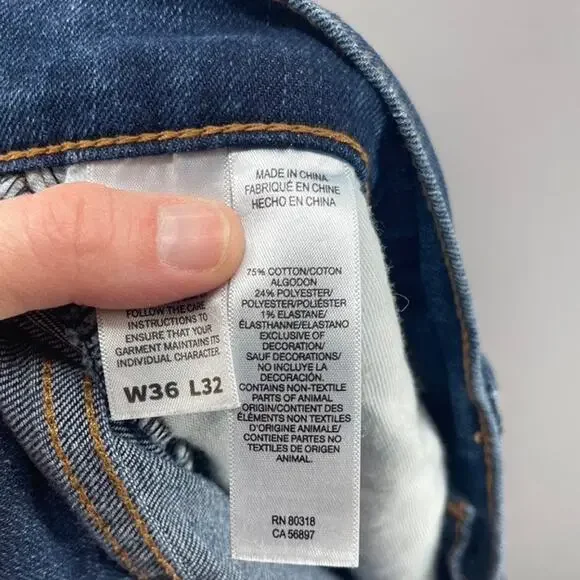 MADE IN CHINA
FABRIQUÉ EN CHINE
HECHO EN CHINA
75% COTTON/COTON
ALGODON
24% POLYESTER/
POLYESTER/POLIÉSTER
1% ELASTANE/
ÉLASTHANNE/ELASTANO
EXCLUSIVE OF
DECORATION/
SAUF DECORATIONS/
NO INCLUYE LA
DECORACIÓN.
CONTAINS NON-TEXTILE
PARTS OF ANIMAL
ORIGIN/CONTIENT DES
ÉLÉMENTS NON TEXTILES
D'ORIGINE ANIMALE/
CONTIENE PARTES NO
TEXTILES DE ORIGEN
ANIMAL.
RN 80318
CA 56897
FOLLOW THE CARE
INSTRUCTIONS TO
ENSURE THAT YOUR
GARMENT MAINTAINS ITS
INDIVIDUAL CHARACTER.
W36 L32